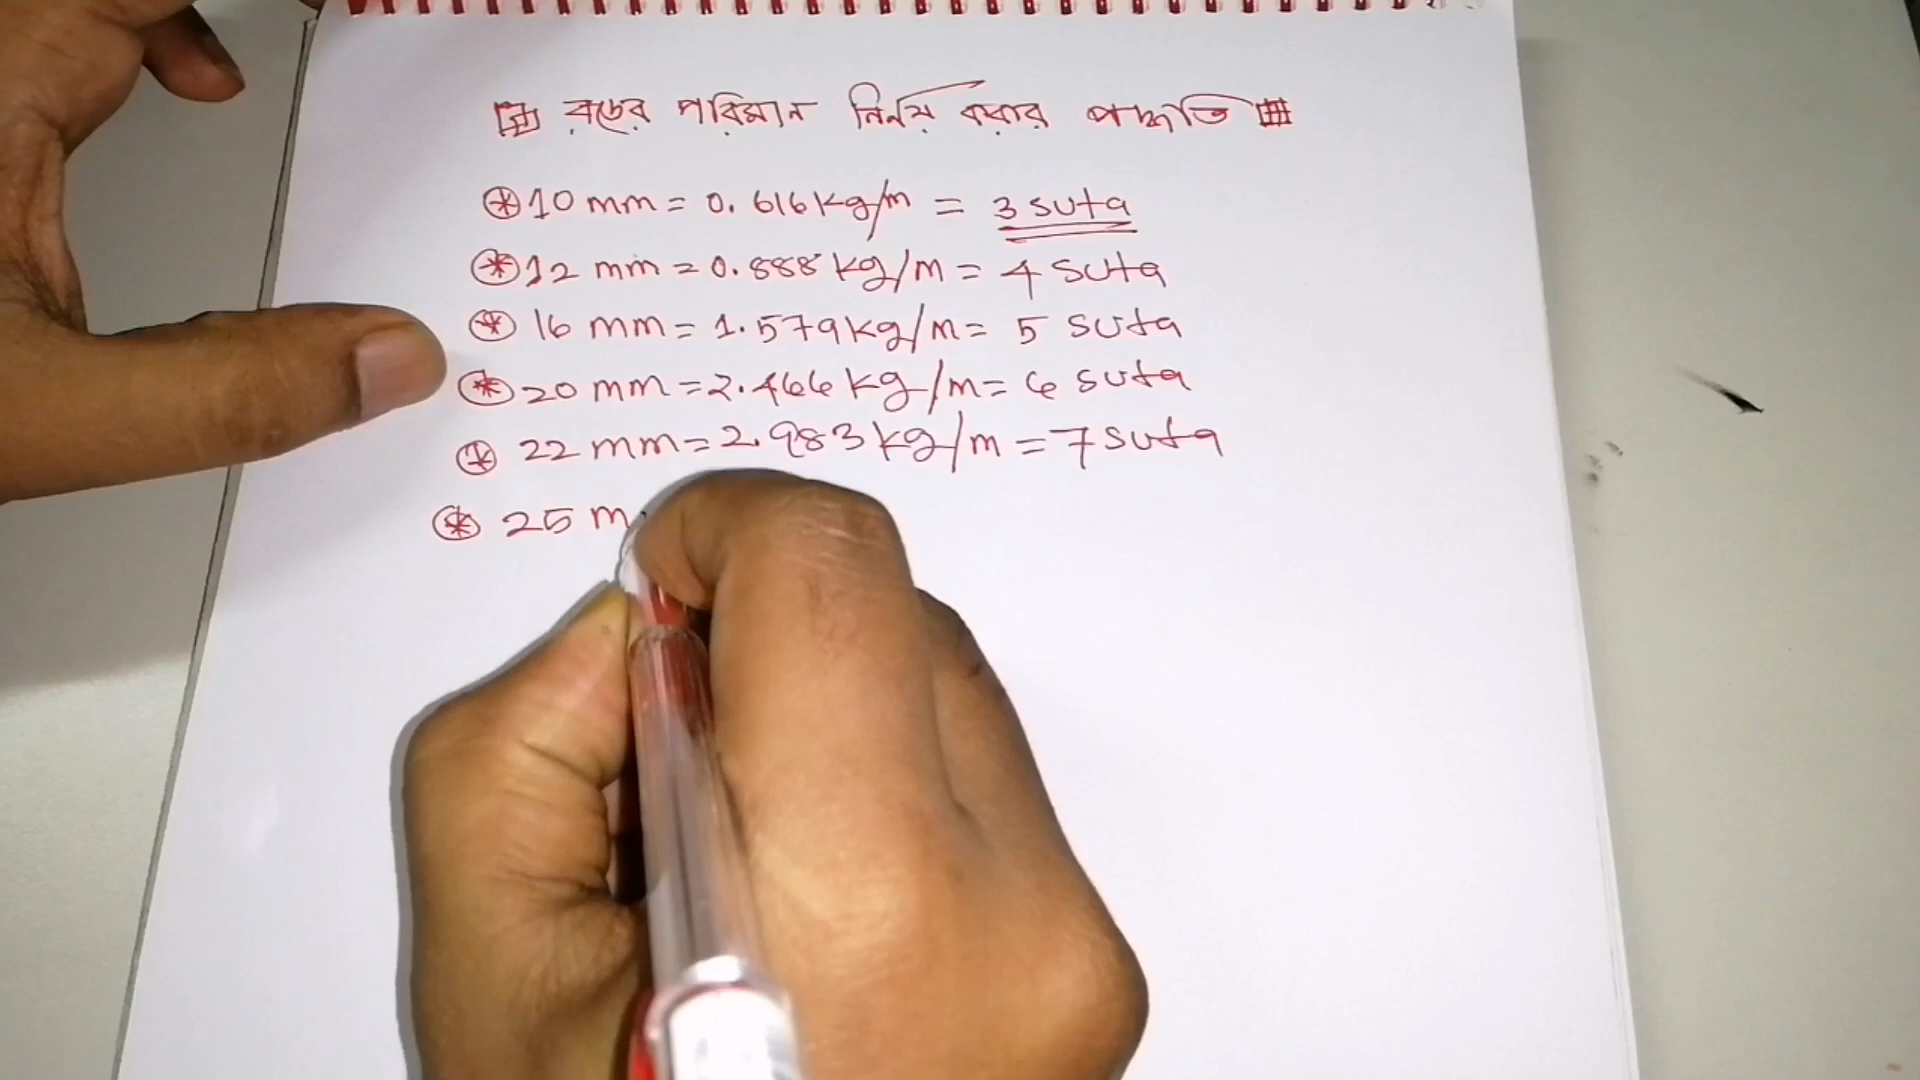 রডের পরিমান নির্নয় করার পদ্ধতি
10 mm = 0.616 kg/m = 3 suta
12 mm = 0.888 kg/m = 4 suta
16 mm = 1.579 kg/m = 5 suta
20 mm = 2.466 kg/m = 6 suta
22 mm = 2.983 kg/m = 7 suta
25 m